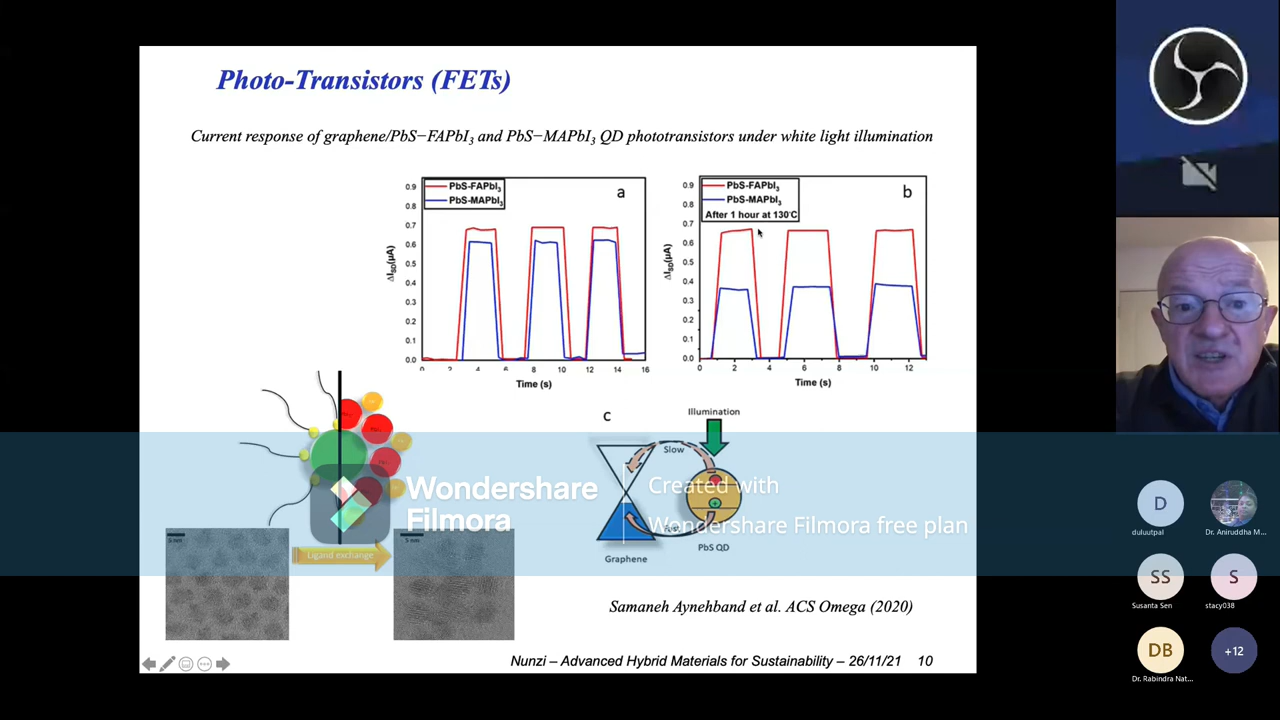 Photo-Transistors (FETs)
Current response of graphene/PbS−FAPbI₃ and PbS−MAPbI₃ QD phototransistors under white light illumination
PbS-FAPbI₃
PbS-MAPbI₃
a
0.9
0.8
0.7
0.6
0.5
0.4
0.3
0.2
0.1
0.0
ΔI_SD(μA)
0 2 4 6 8 10 12 14 16
Time (s)
PbS-FAPbI₃
PbS-MAPbI₃
After 1 hour at 130°C
b
0.9
0.8
0.7
0.6
0.5
0.4
0.3
0.2
0.1
0.0
ΔI_SD(μA)
0 2 4 6 8 10 12
Time (s)
c
Illumination
Slow
Fast
PbS QD
Graphene
Wondershare
Filmora
Created with
Wondershare Filmora free plan
5 nm
Ligand exchange
Samaneh Aynehband et al. ACS Omega (2020)
Nunzi – Advanced Hybrid Materials for Sustainability – 26/11/21 10
D
duluutpal
Dr. Aniruddha M...
SS
Susanta Sen
S
stacy038
DB
Dr. Rabindra Nat...
+12